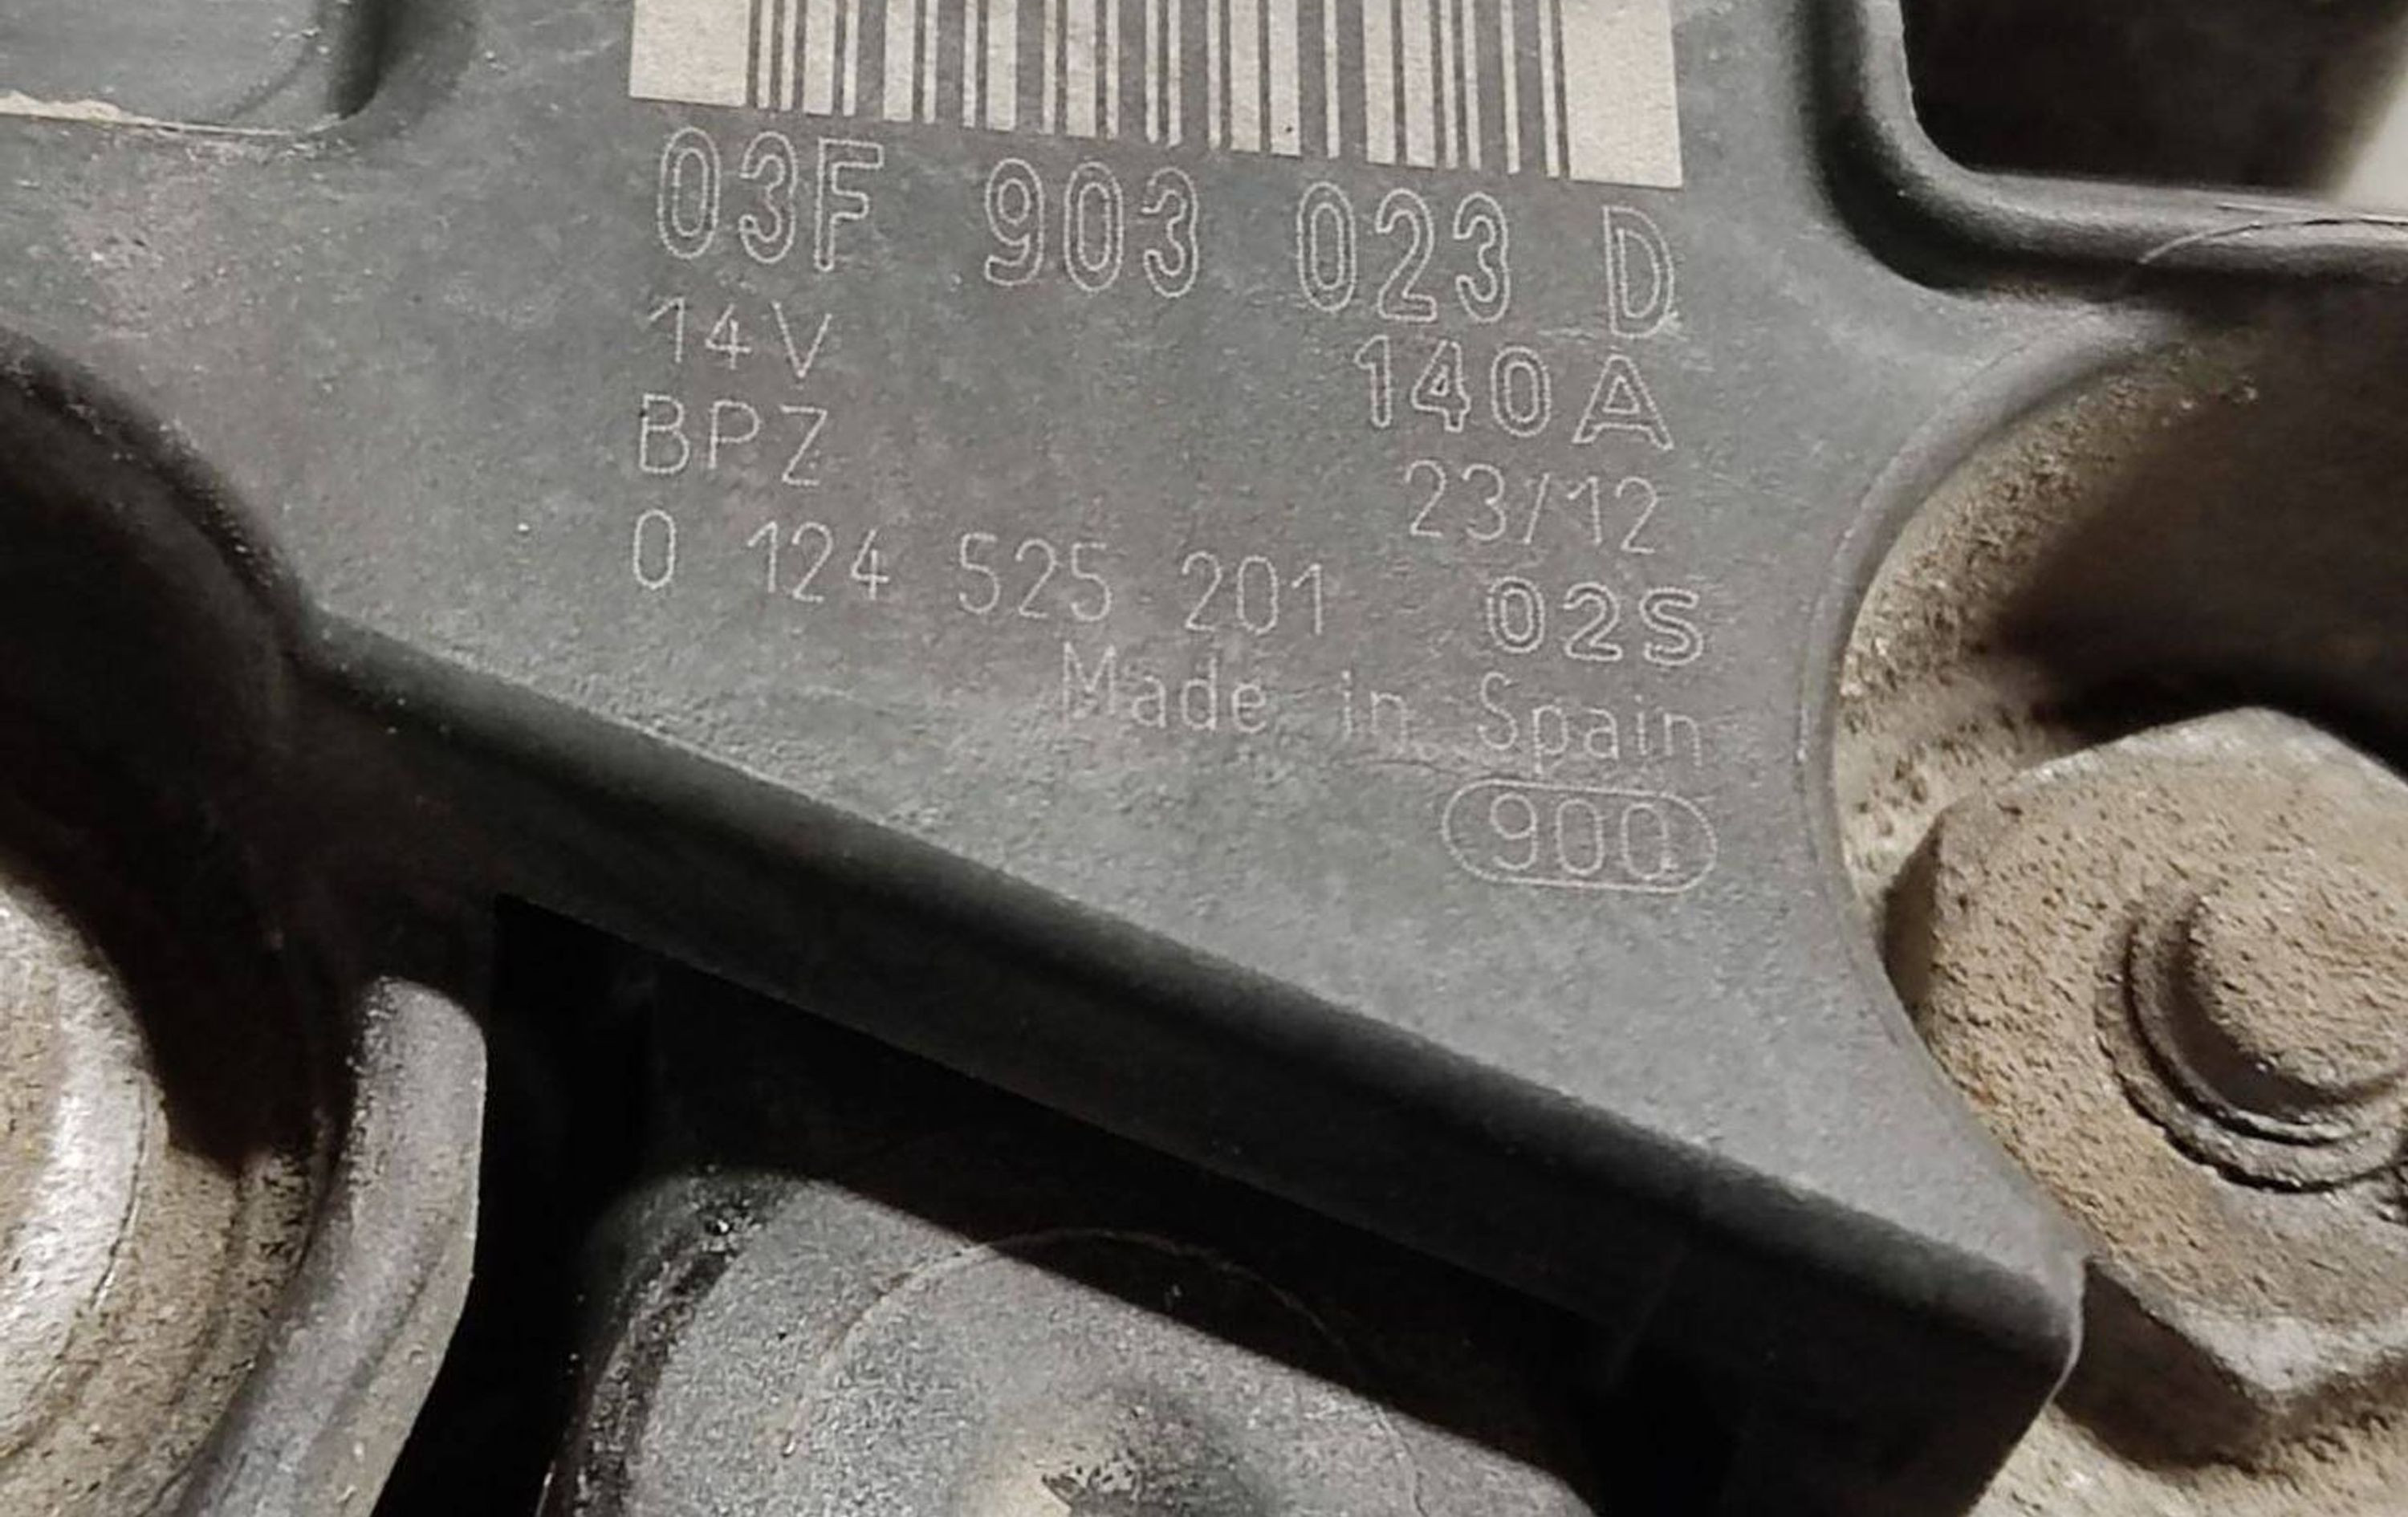 03F 903 023 D
14V 140A
BPZ 23/12
0 124 525 201 02S
Made in Spain
900